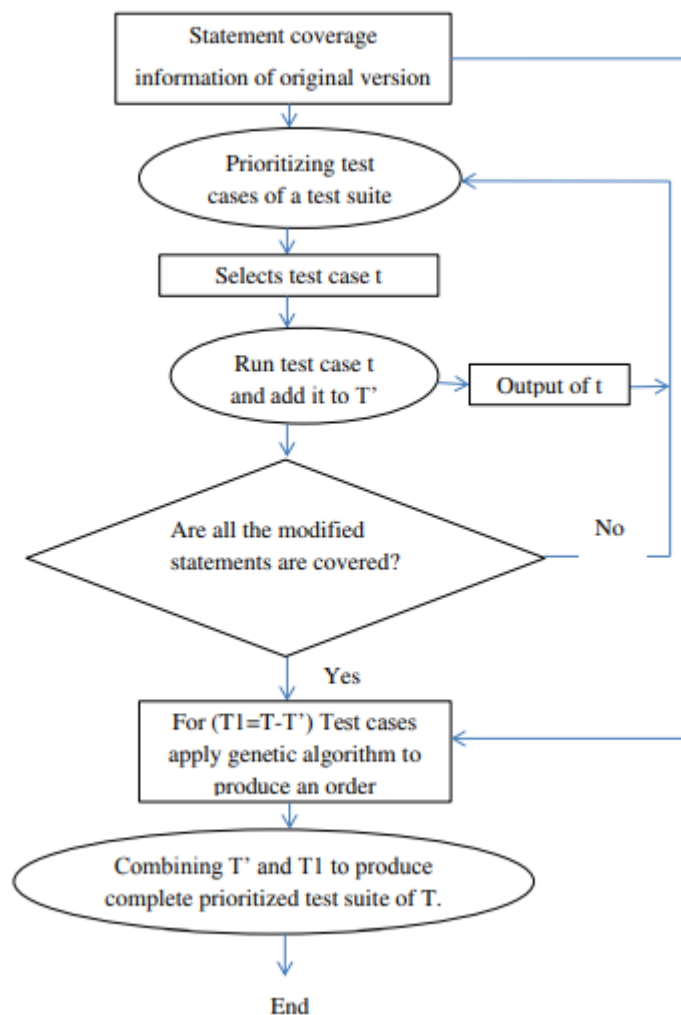 Statement coverage
information of original version
Prioritizing test
cases of a test suite
Selects test case t
Run test case t
and add it to T’
Output of t
Are all the modified
statements are covered?
No
Yes
For (T1=T-T’) Test cases
apply genetic algorithm to
produce an order
Combining T’ and T1 to produce
complete prioritized test suite of T.
End